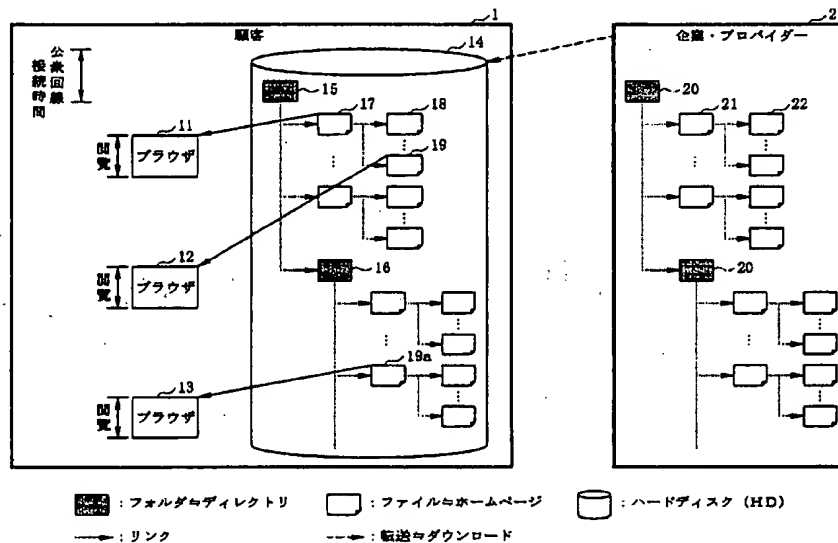 1
2
顧客
企業・プロバイダー
14
公衆回線
接続時間
15
20
17
18
21
22
11
閲覧
ブラウザ
19
12
16
20
閲覧
ブラウザ
19a
13
閲覧
ブラウザ
:フォルダ≒ディレクトリ
:ファイル≒ホームページ
:ハードディスク (HD)
:リンク
:転送≒ダウンロード